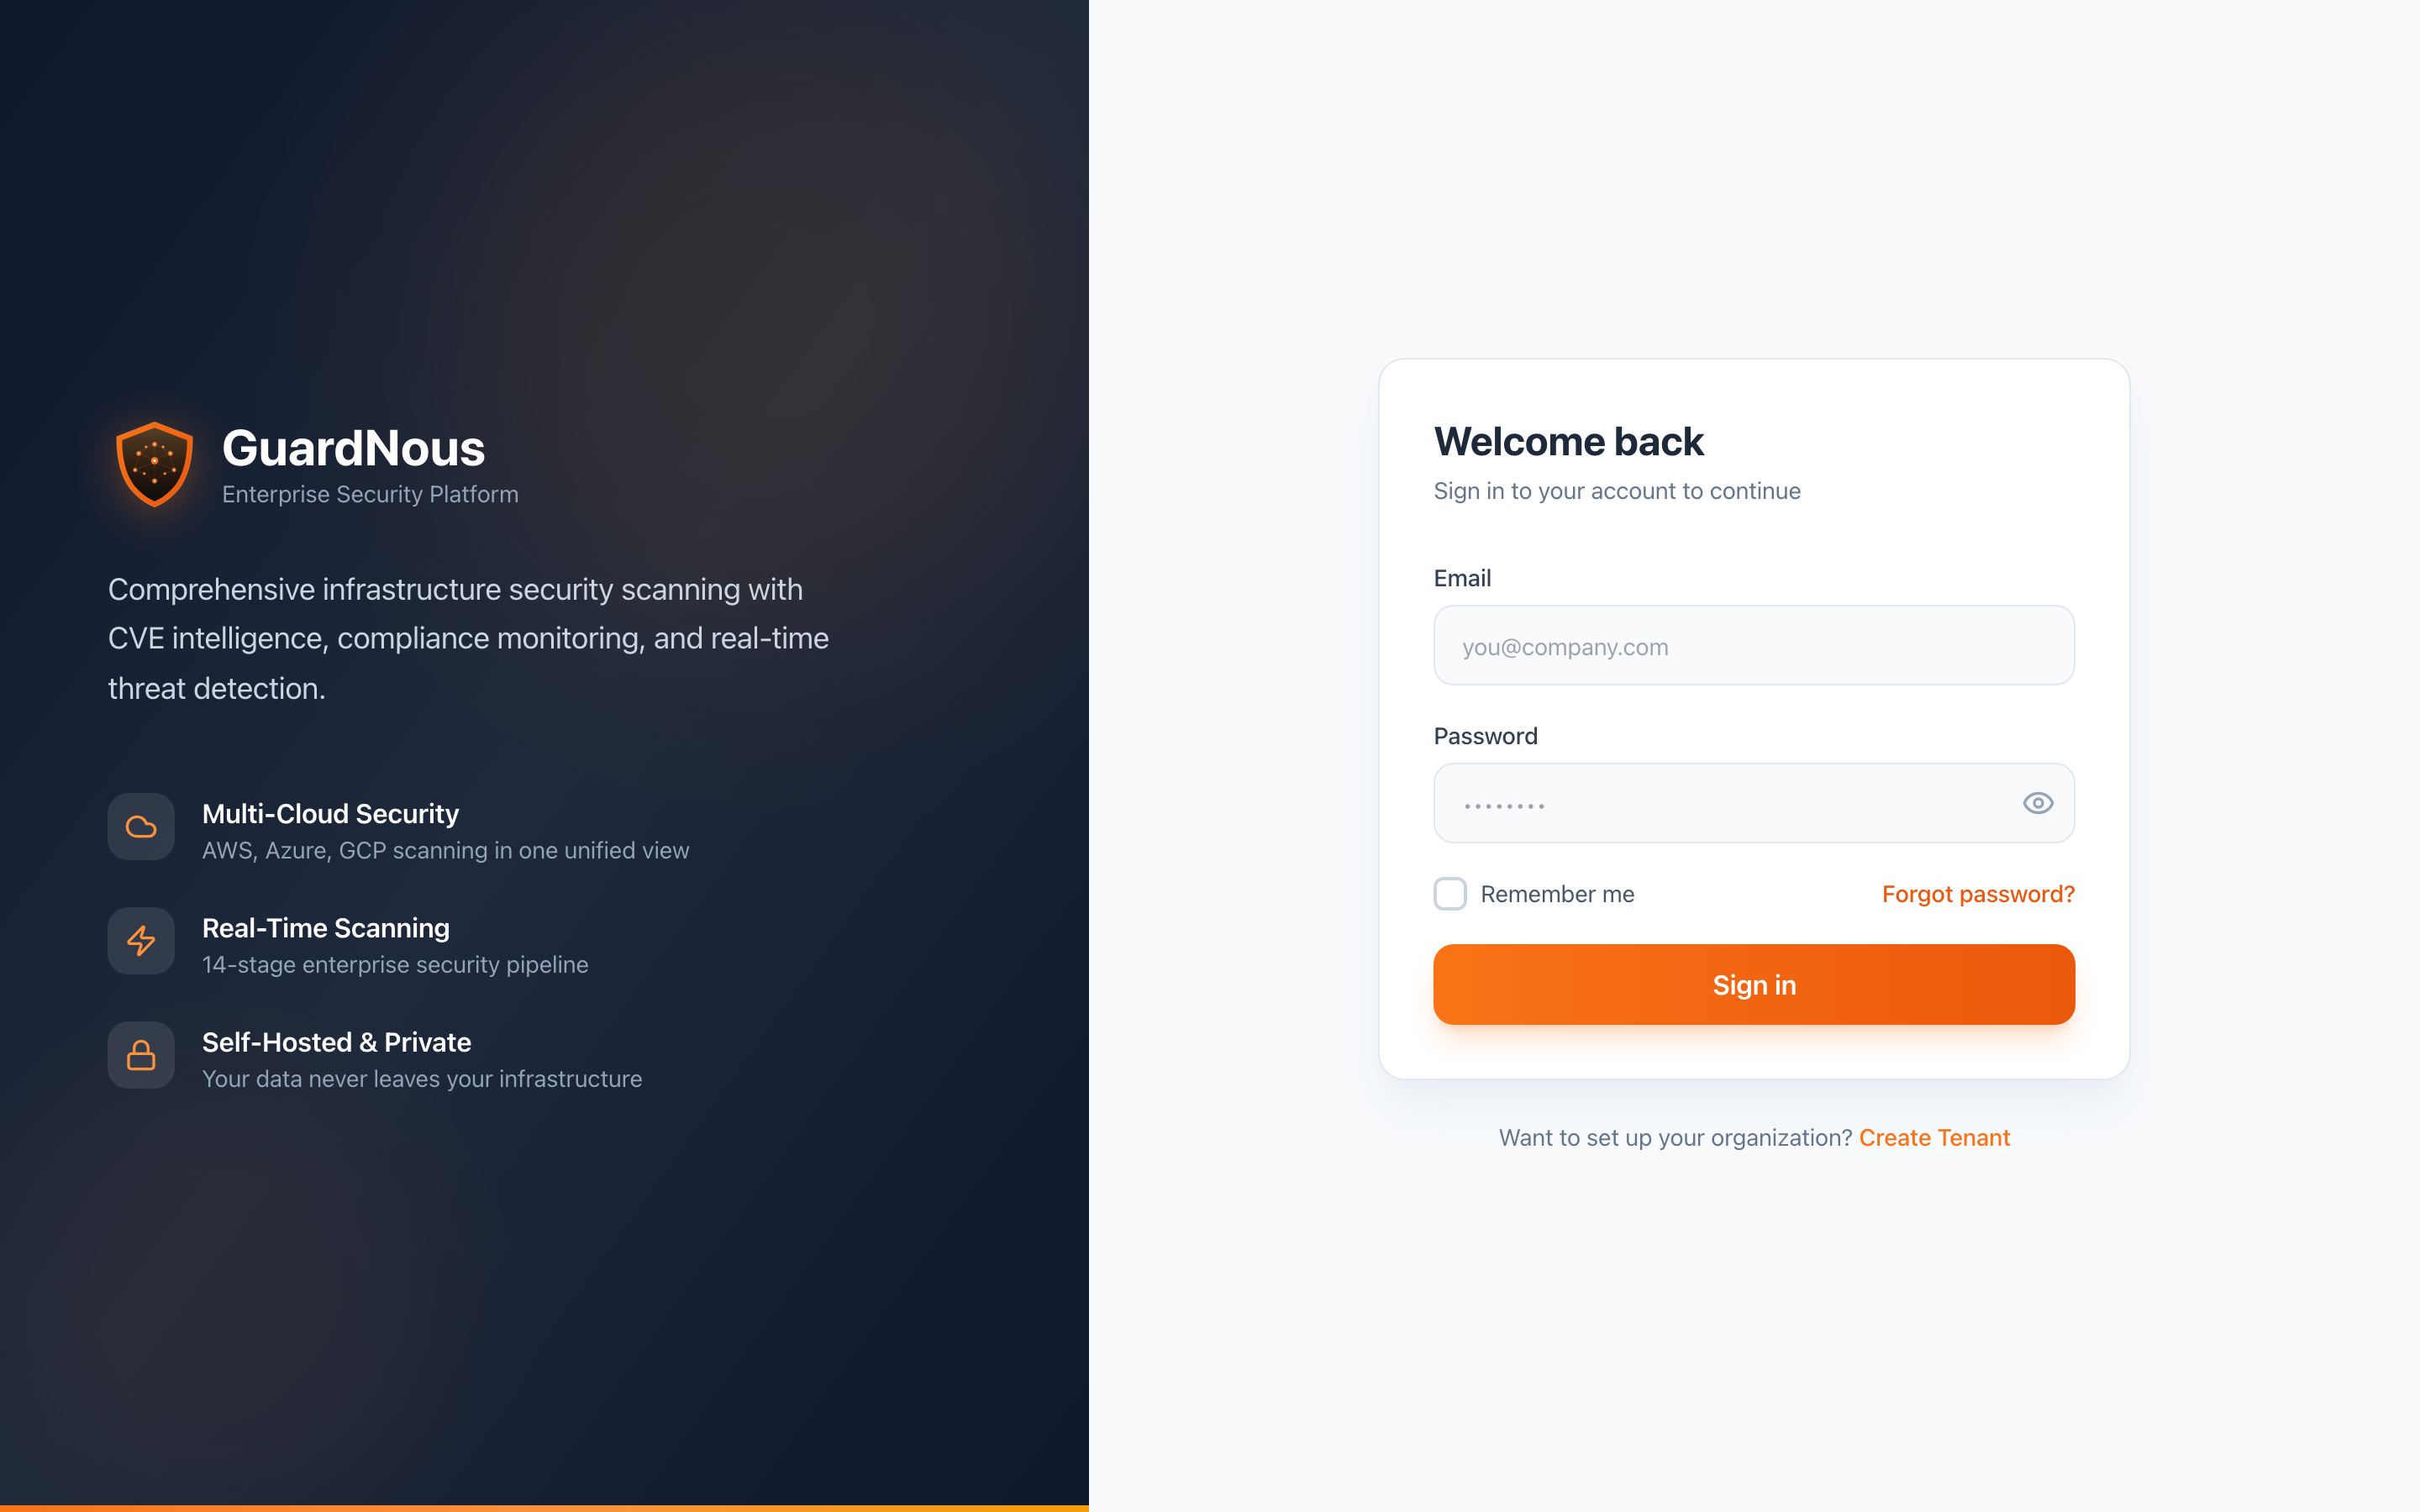 GuardNous
Enterprise Security Platform
Comprehensive infrastructure security scanning with
CVE intelligence, compliance monitoring, and real-time
threat detection.
Multi-Cloud Security
AWS, Azure, GCP scanning in one unified view
Real-Time Scanning
14-stage enterprise security pipeline
Self-Hosted & Private
Your data never leaves your infrastructure
Welcome back
Sign in to your account to continue
Email
you@company.com
Password
••••••••
Remember me
Forgot password?
Sign in
Want to set up your organization? Create Tenant